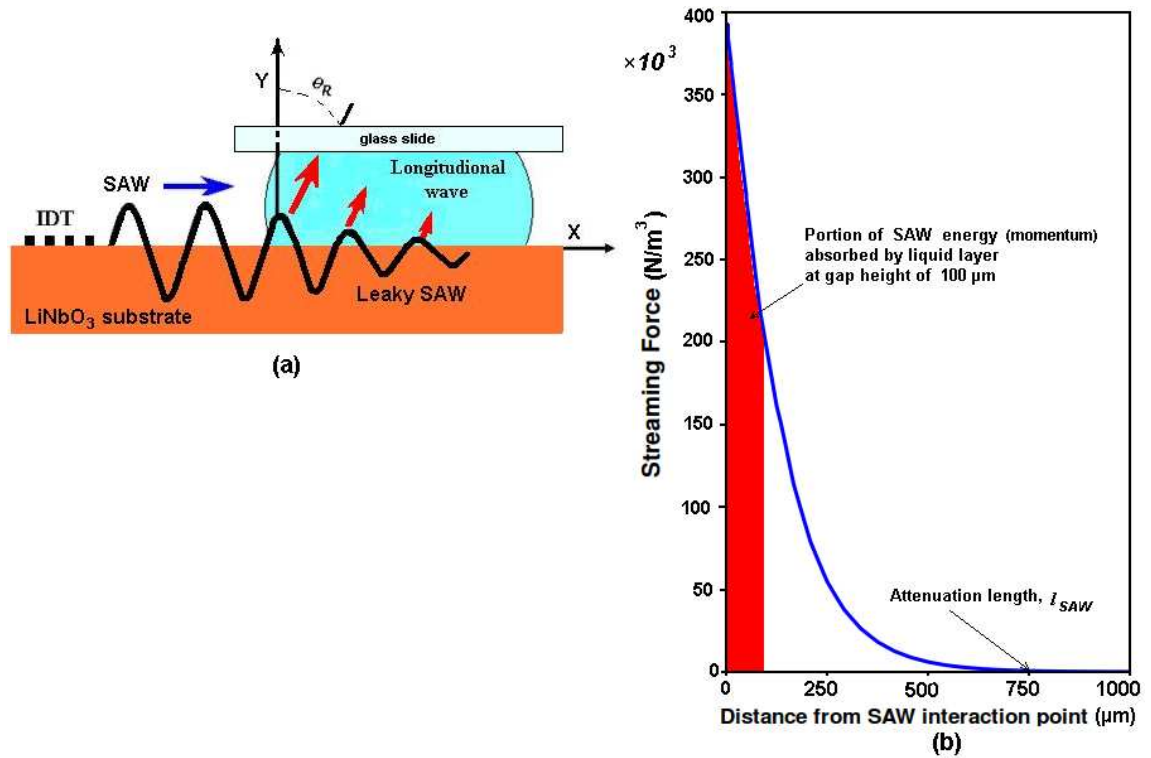 Y
θR
glass slide
SAW
Longitudional
wave
IDT
X
Leaky SAW
LiNbO3 substrate
(a)
×10³
Streaming Force (N/m³)
400
350
300
250
200
150
100
50
0
Portion of SAW energy (momentum)
absorbed by liquid layer
at gap height of 100 µm
Attenuation length, lSAW
0 250 500 750 1000
Distance from SAW interaction point (µm)
(b)